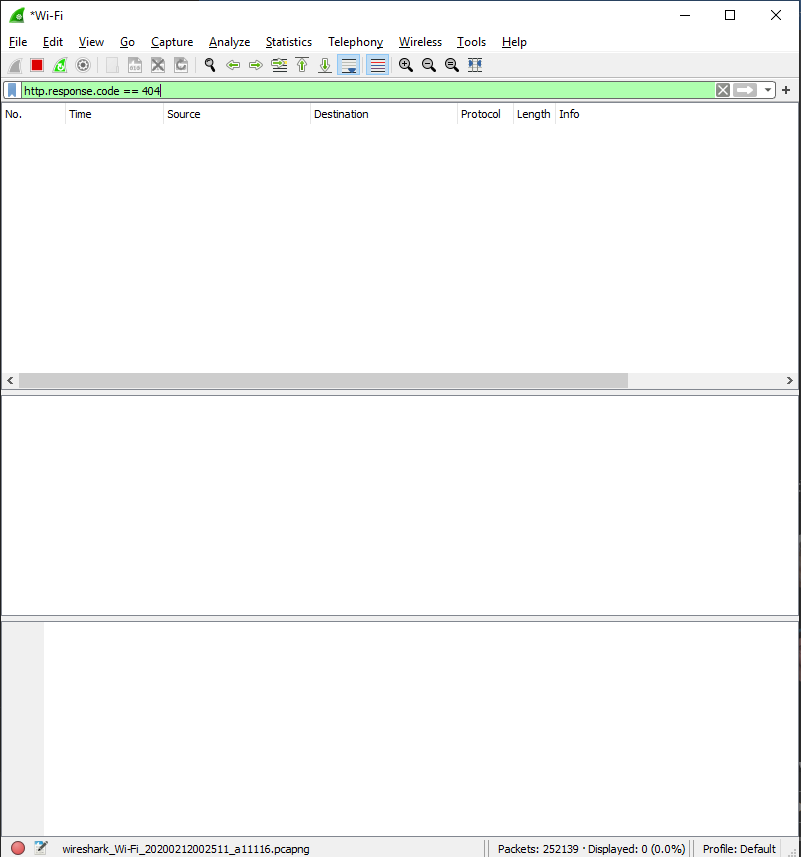 *Wi-Fi
File Edit View Go Capture Analyze Statistics Telephony Wireless Tools Help
http.response.code == 404
No. Time Source Destination Protocol Length Info
wireshark_Wi-Fi_20200212002511_a11116.pcapng Packets: 252139 · Displayed: 0 (0.0%) Profile: Default